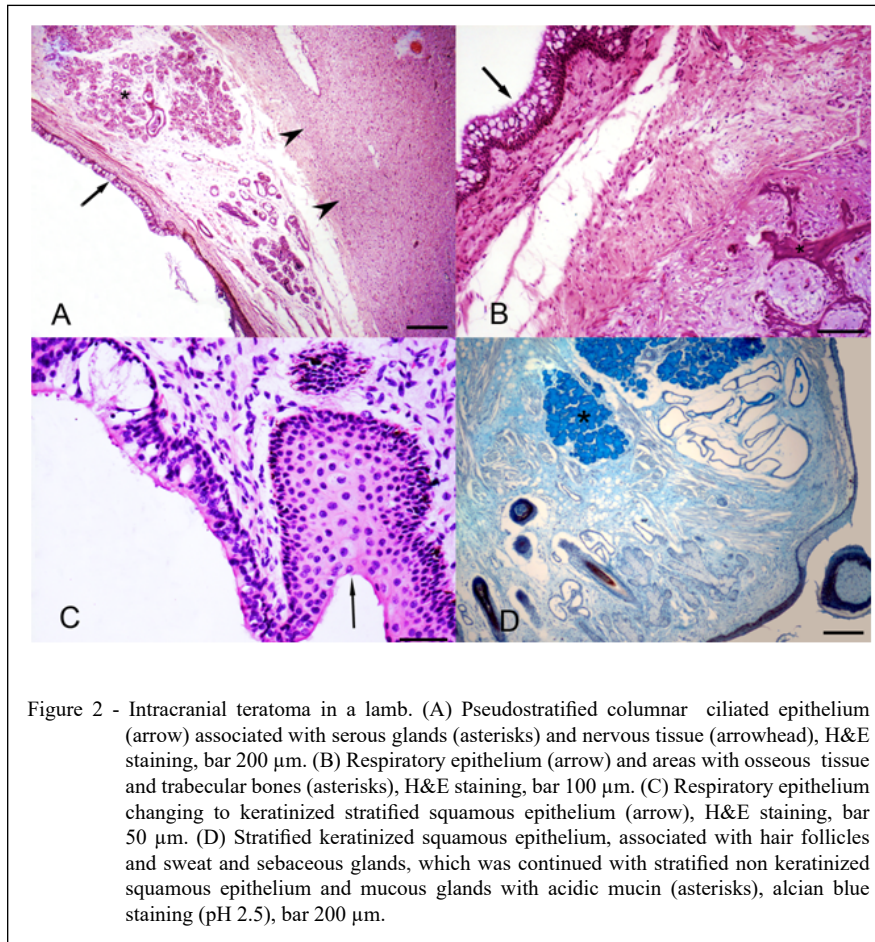 A
B
C
D
Figure 2 - Intracranial teratoma in a lamb. (A) Pseudostratified columnar ciliated epithelium
(arrow) associated with serous glands (asterisks) and nervous tissue (arrowhead), H&E
staining, bar 200 µm. (B) Respiratory epithelium (arrow) and areas with osseous tissue
and trabecular bones (asterisks), H&E staining, bar 100 µm. (C) Respiratory epithelium
changing to keratinized stratified squamous epithelium (arrow), H&E staining, bar
50 µm. (D) Stratified keratinized squamous epithelium, associated with hair follicles
and sweat and sebaceous glands, which was continued with stratified non keratinized
squamous epithelium and mucous glands with acidic mucin (asterisks), alcian blue
staining (pH 2.5), bar 200 µm.